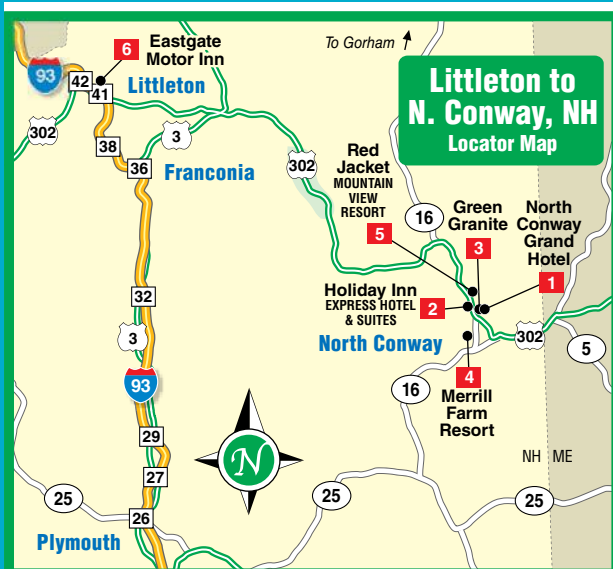 To Gorham
Littleton to
N. Conway, NH
Locator Map
6
Eastgate
Motor Inn
93
42
41
Littleton
302
38
3
36
Franconia
302
Red
Jacket
MOUNTAIN
VIEW
RESORT
5
16
Green
Granite
3
North
Conway
Grand
Hotel
1
Holiday Inn
EXPRESS HOTEL
& SUITES
2
North Conway
302
5
32
3
93
4
Merrill
Farm
Resort
16
29
27
N
NH
ME
25
26
25
25
Plymouth